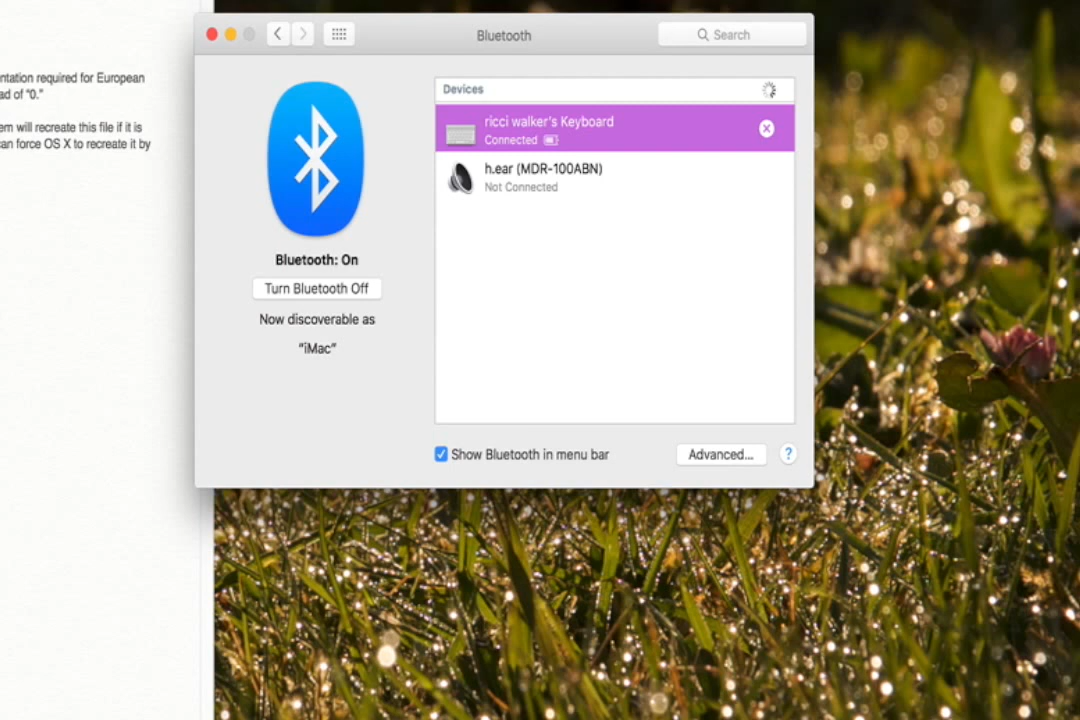 ntation required for European
ad of "0."
em will recreate this file if it is
can force OS X to recreate it by
Bluetooth
Search
Bluetooth: On
Turn Bluetooth Off
Now discoverable as
"iMac"
Devices
ricci walker's Keyboard
Connected
h.ear (MDR-100ABN)
Not Connected
Show Bluetooth in menu bar
Advanced...
?